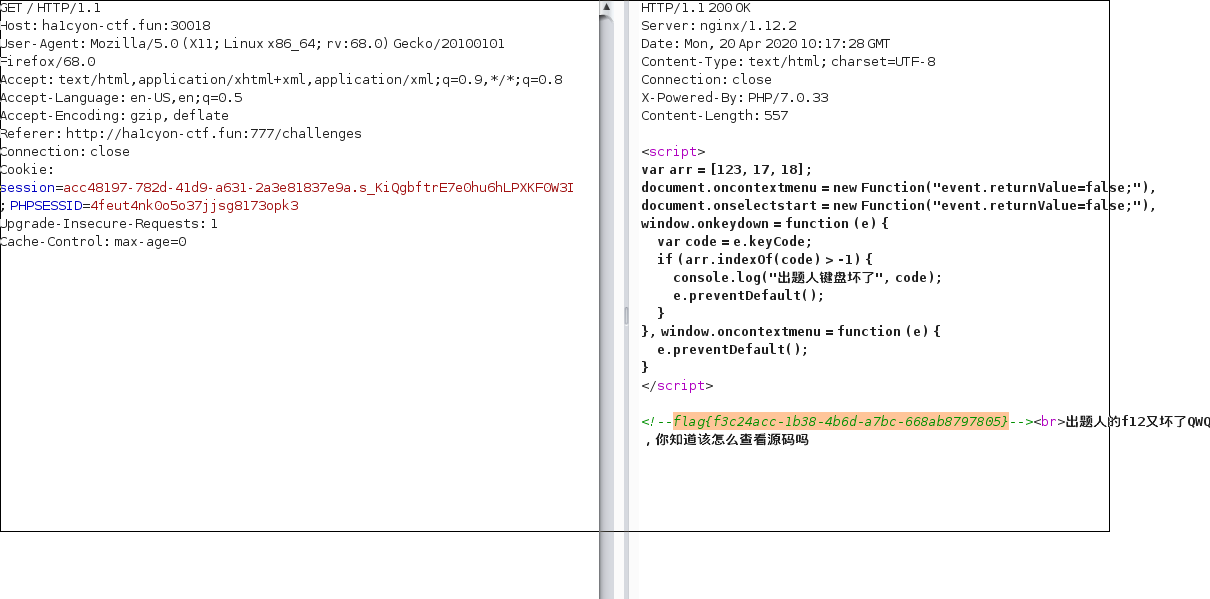 GET / HTTP/1.1
Host: ha1cyon-ctf.fun:30018
User-Agent: Mozilla/5.0 (X11; Linux x86_64; rv:68.0) Gecko/20100101
Firefox/68.0
Accept: text/html,application/xhtml+xml,application/xml;q=0.9,*/*;q=0.8
Accept-Language: en-US,en;q=0.5
Accept-Encoding: gzip, deflate
Referer: http://ha1cyon-ctf.fun:777/challenges
Connection: close
Cookie:
session=acc48197-782d-41d9-a631-2a3e81837e9a.s_KiQgbftrE7e0hu6hLPXKF0W3I
; PHPSESSID=4feut4nk0o5o37jjsg8173opk3
Upgrade-Insecure-Requests: 1
Cache-Control: max-age=0
HTTP/1.1 200 OK
Server: nginx/1.12.2
Date: Mon, 20 Apr 2020 10:17:28 GMT
Content-Type: text/html; charset=UTF-8
Connection: close
X-Powered-By: PHP/7.0.33
Content-Length: 557
<script>
var arr = [123, 17, 18];
document.oncontextmenu = new Function("event.returnValue=false;"),
document.onselectstart = new Function("event.returnValue=false;"),
window.onkeydown = function (e) {
var code = e.keyCode;
if (arr.indexOf(code) > -1) {
console.log("出题人键盘坏了", code);
e.preventDefault();
}
}, window.oncontextmenu = function (e) {
e.preventDefault();
}
</script>
<!--flag{f3c24acc-1b38-4b6d-a7bc-668ab8797805}--><br>出题人的f12又坏了QWQ
，你知道该怎么查看源码吗